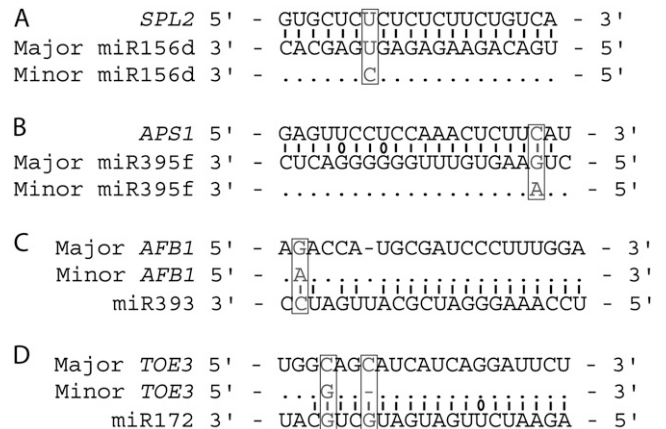 A SPL2 5' - GUGCUCUCUCUCUUCUGUCA - 3'
Major miR156d 3' - CACGAGUGAGAGAAGACAGU - 5'
Minor miR156d 3' - ......C............. - 5'
B APS1 5' - GAGUUCCUCCAAACUCUUCAU - 3'
Major miR395f 3' - CUCAGGGGGGUUUGUGAAGUC - 5'
Minor miR395f 3' - ..................A.. - 5'
C Major AFB1 5' - AGACCA-UGCGAUCCCUUUGGA - 3'
Minor AFB1 5' - .A.................... - 3'
miR393 3' - CCUAGUUACGCUAGGGAAACCU - 5'
D Major TOE3 5' - UGGCAGCAUCAUCAGGAUUCU - 3'
Minor TOE3 5' - ...G..-.............. - 3'
miR172 3' - UACGUCGUAGUAGUUCUAAGA - 5'